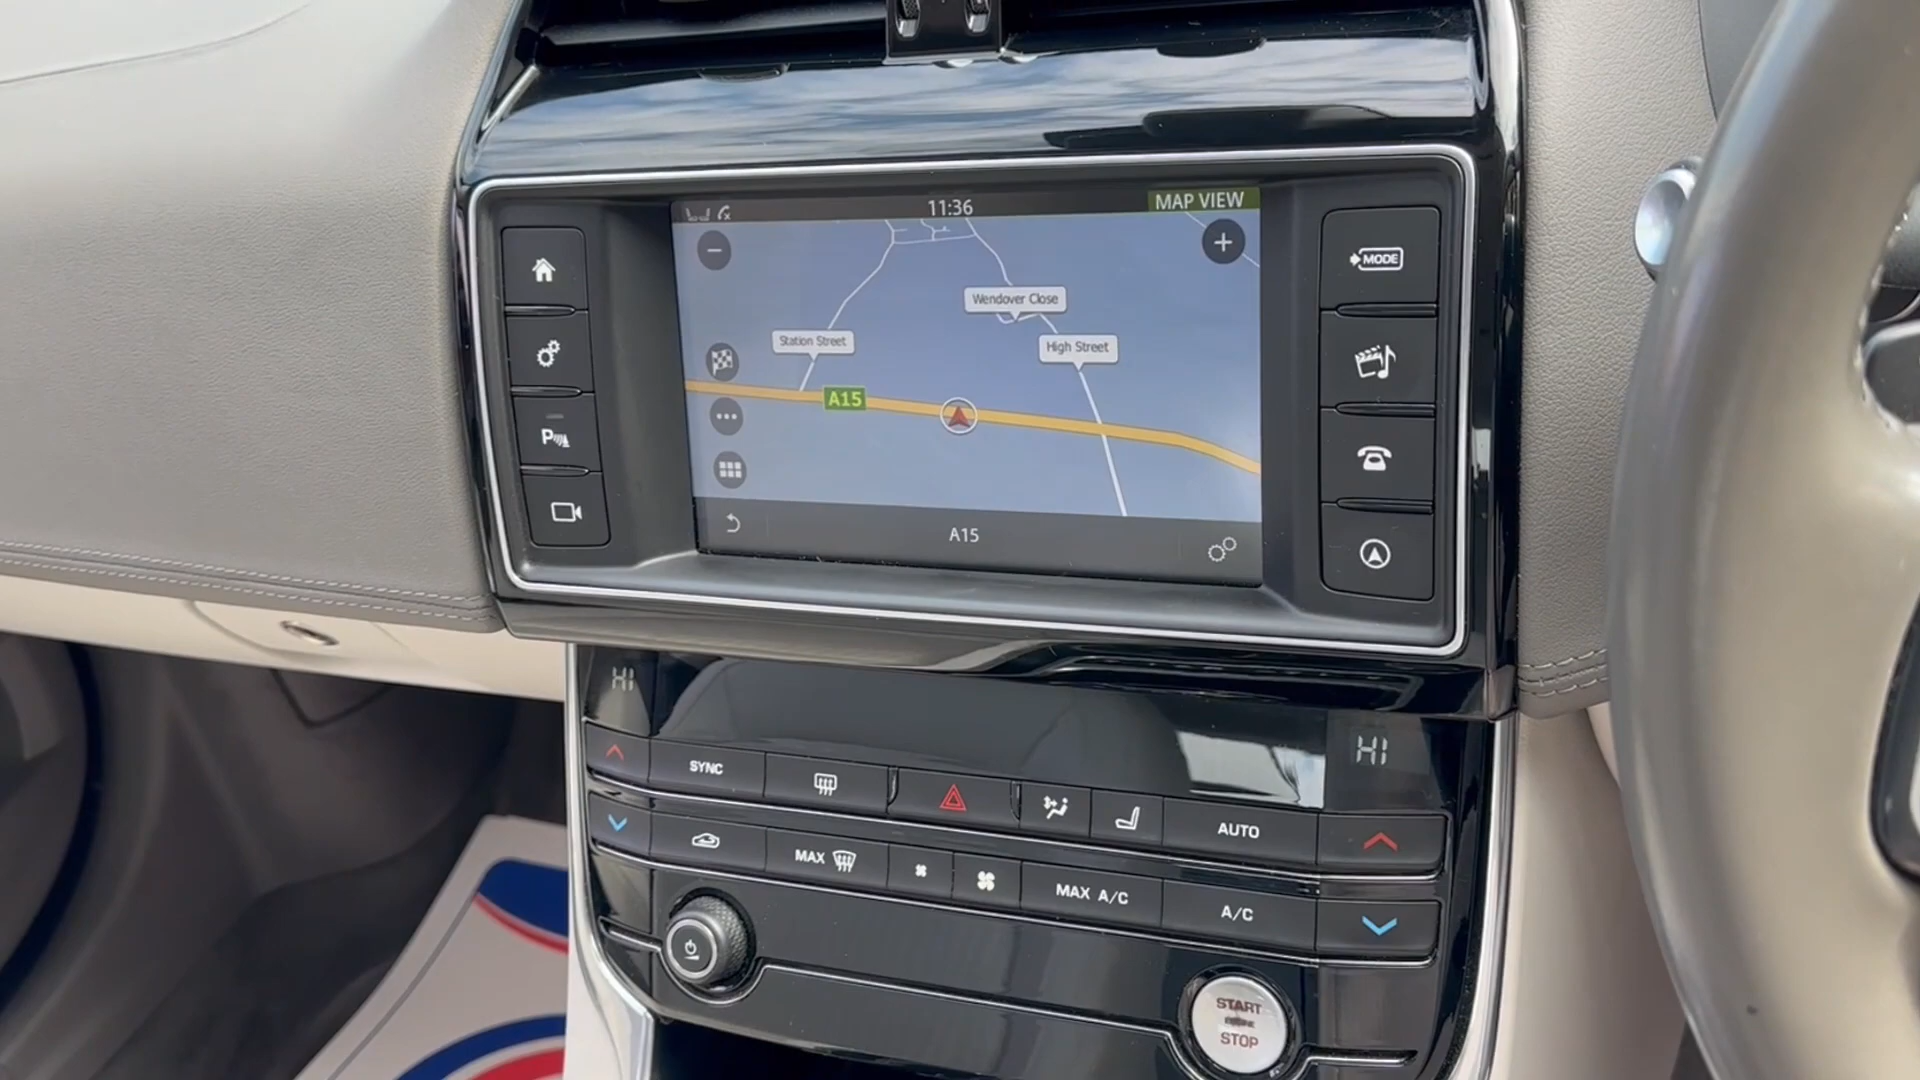 11:36
MAP VIEW
Wendover Close
Station Street
High Street
A15
A15
MODE
P
HI
HI
SYNC
AUTO
MAX
MAX A/C
A/C
START
ENGINE
STOP